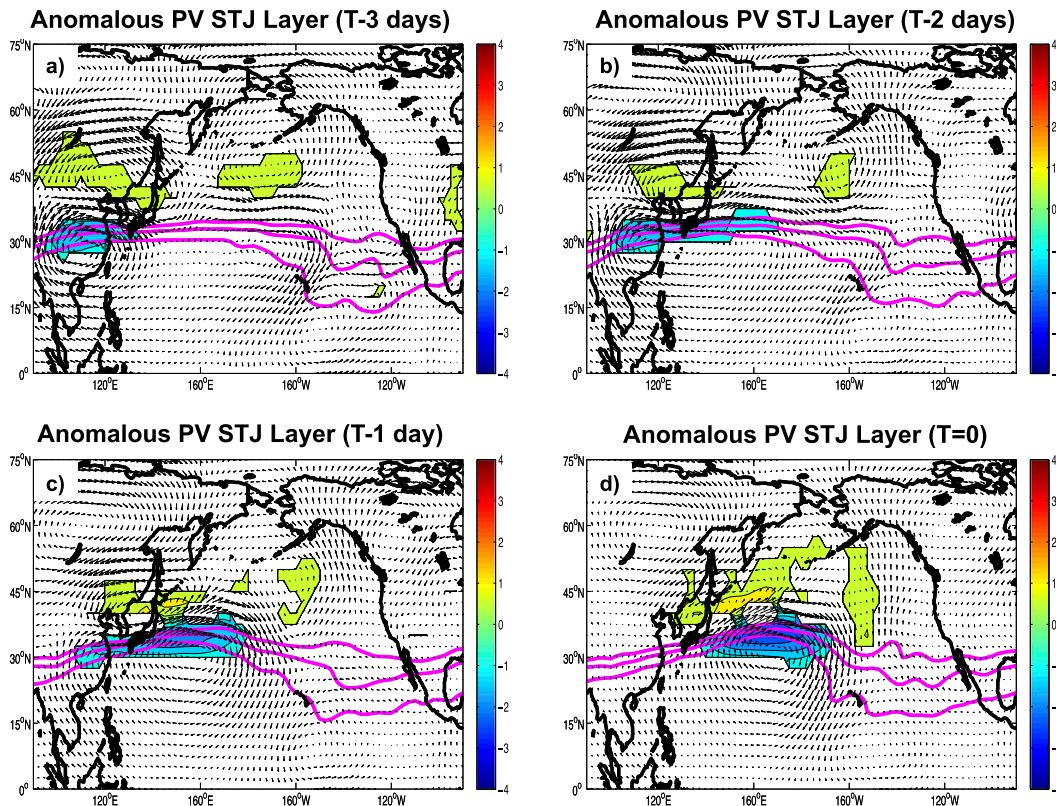 Anomalous PV STJ Layer (T-3 days)
a)
75°N
60°N
45°N
30°N
15°N
0°
120°E
160°E
160°W
120°W
4
3
2
1
0
-1
-2
-3
-4
Anomalous PV STJ Layer (T-2 days)
b)
75°N
60°N
45°N
30°N
15°N
0°
120°E
160°E
160°W
120°W
4
3
2
1
0
-
-
-
-
Anomalous PV STJ Layer (T-1 day)
c)
75°N
60°N
45°N
30°N
15°N
0°
120°E
160°E
160°W
120°W
4
3
2
1
0
-1
-2
-3
-4
Anomalous PV STJ Layer (T=0)
d)
75°N
60°N
45°N
30°N
15°N
0°
120°E
160°E
160°W
120°W
4
3
2
1
0
-
-
-
-